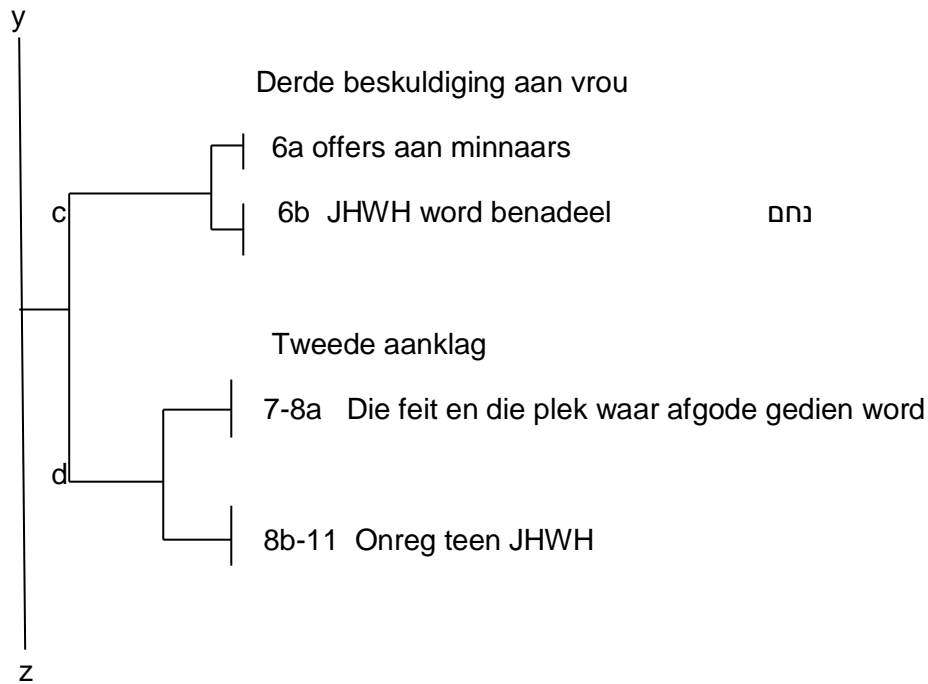 y
Derde beskuldiging aan vrou
6a offers aan minnaars
c
6b JHWH word benadeel נחם
Tweede aanklag
7-8a Die feit en die plek waar afgode gedien word
d
8b-11 Onreg teen JHWH
z